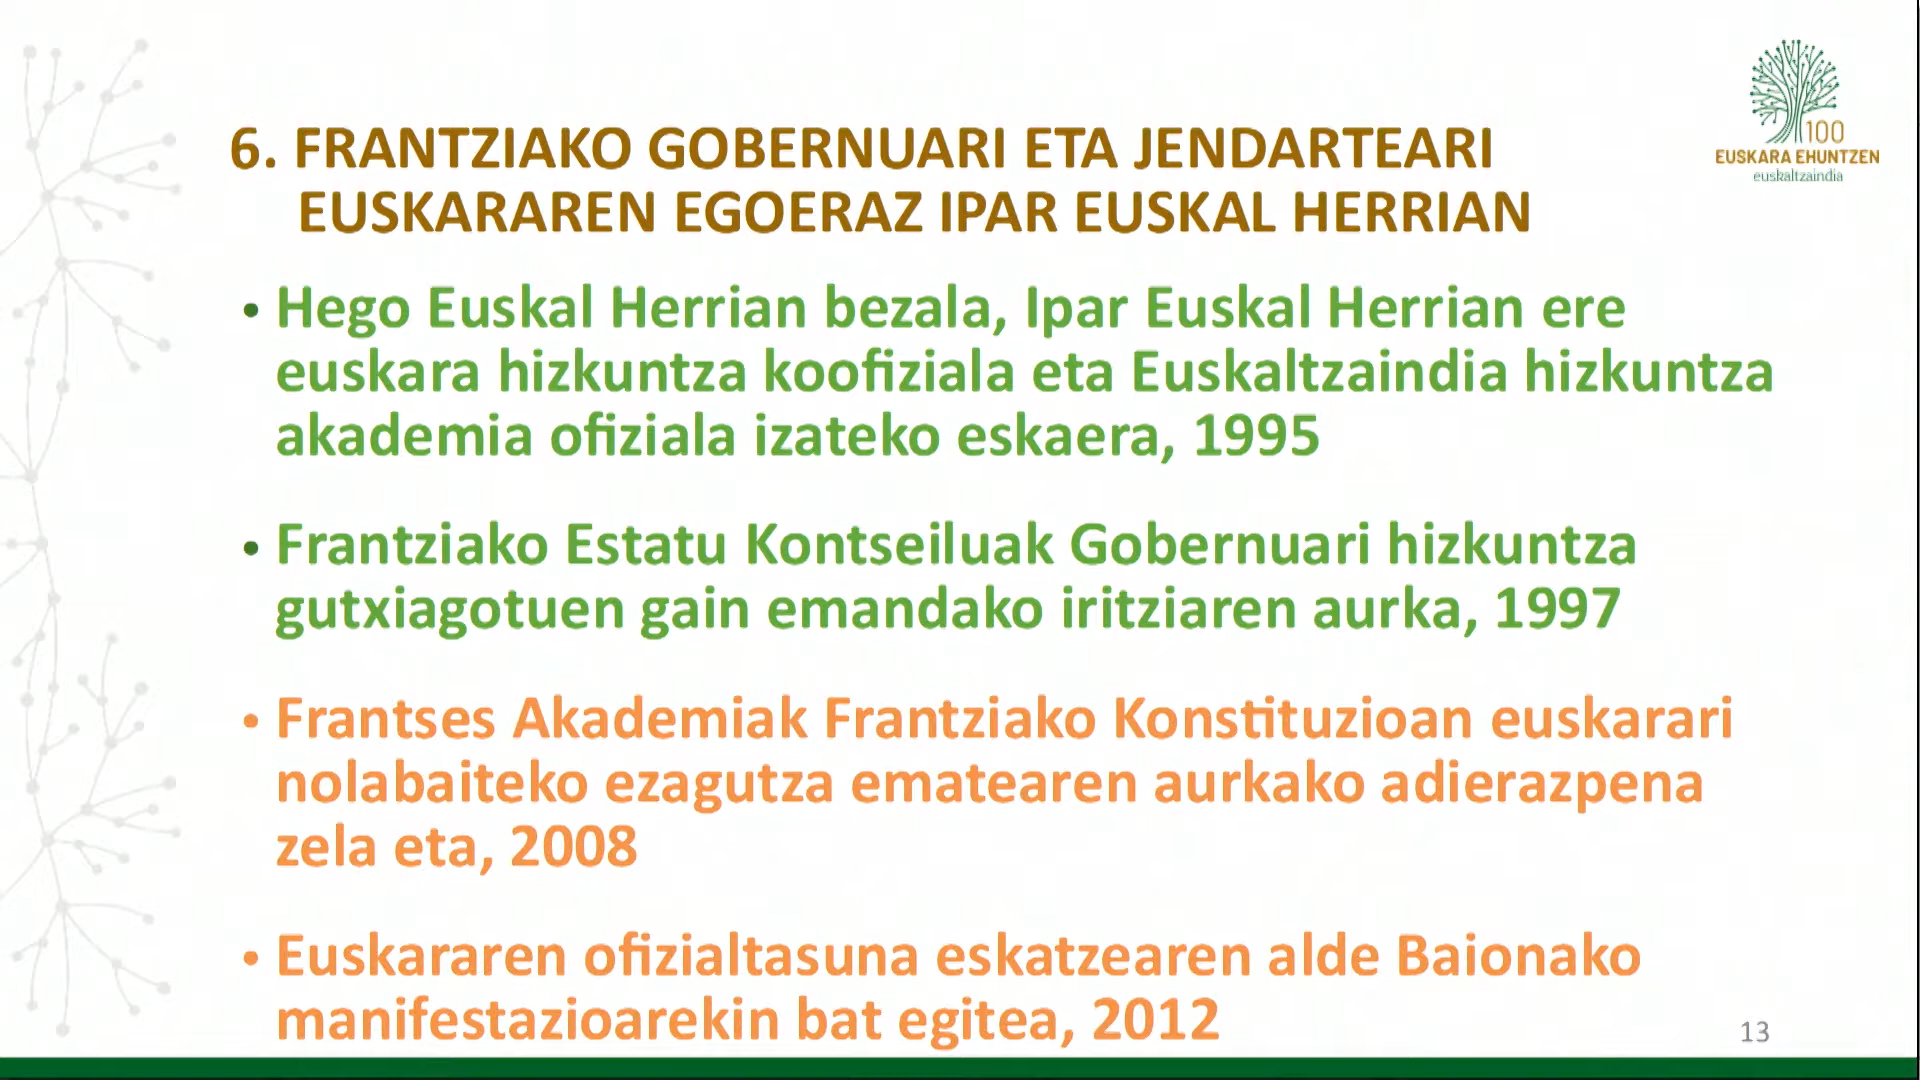 6. FRANTZIAKO GOBERNUARI ETA JENDARTEARI
EUSKARAREN EGOERAZ IPAR EUSKAL HERRIAN
100
EUSKARA EHUNTZEN
euskaltzaindia
• Hego Euskal Herrian bezala, Ipar Euskal Herrian ere
euskara hizkuntza koofiziala eta Euskaltzaindia hizkuntza
akademia ofiziala izateko eskaera, 1995
• Frantziako Estatu Kontseiluak Gobernuari hizkuntza
gutxiagotuen gain emandako iritziaren aurka, 1997
• Frantses Akademiak Frantziako Konstituzioan euskarari
nolabaiteko ezagutza ematearen aurkako adierazpena
zela eta, 2008
• Euskararen ofizialtasuna eskatzearen alde Baionako
manifestazioarekin bat egitea, 2012
13